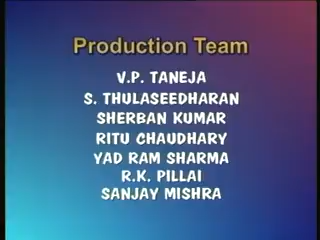 Production Team
V.P. TANEJA
S. THULASEEDHARAN
SHERBAN KUMAR
RITU CHAUDHARY
YAD RAM SHARMA
R.K. PILLAI
SANJAY MISHRA